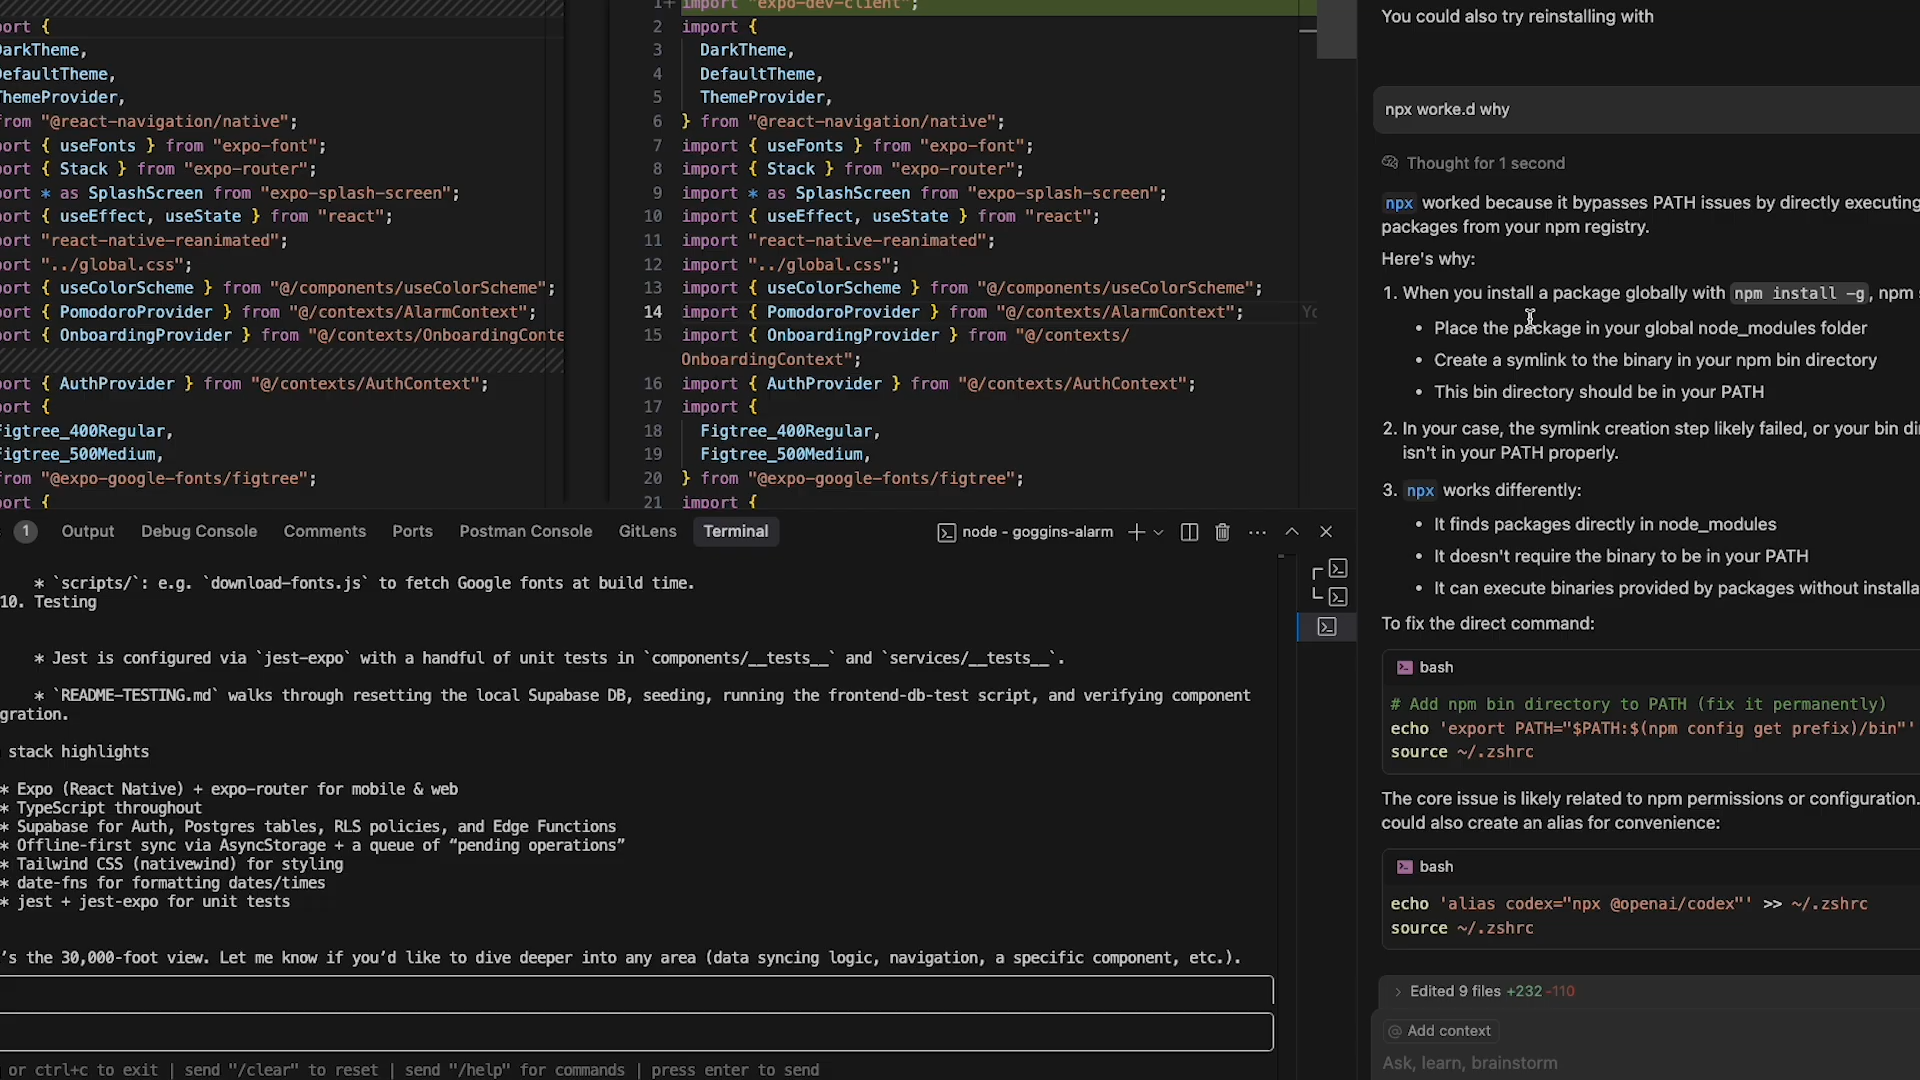 ort {
arkTheme,
efaultTheme,
hemeProvider,
rom "@react-navigation/native";
ort { useFonts } from "expo-font";
ort { Stack } from "expo-router";
ort * as SplashScreen from "expo-splash-screen";
ort { useEffect, useState } from "react";
ort "react-native-reanimated";
ort "../global.css";
ort { useColorScheme } from "@/components/useColorScheme";
ort { PomodoroProvider } from "@/contexts/AlarmContext";
ort { OnboardingProvider } from "@/contexts/OnboardingConte
ort { AuthProvider } from "@/contexts/AuthContext";
ort {
igtree_400Regular,
igtree_500Medium,
rom "@expo-google-fonts/figtree";
ort {
1+ import "expo-dev-client";
2 import {
3 DarkTheme,
4 DefaultTheme,
5 ThemeProvider,
6 } from "@react-navigation/native";
7 import { useFonts } from "expo-font";
8 import { Stack } from "expo-router";
9 import * as SplashScreen from "expo-splash-screen";
10 import { useEffect, useState } from "react";
11 import "react-native-reanimated";
12 import "../global.css";
13 import { useColorScheme } from "@/components/useColorScheme";
14 import { PomodoroProvider } from "@/contexts/AlarmContext";
15 import { OnboardingProvider } from "@/contexts/
OnboardingContext";
16 import { AuthProvider } from "@/contexts/AuthContext";
17 import {
18 Figtree_400Regular,
19 Figtree_500Medium,
20 } from "@expo-google-fonts/figtree";
21 import {
1 Output Debug Console Comments Ports Postman Console GitLens Terminal node - goggins-alarm
* `scripts/`: e.g. `download-fonts.js` to fetch Google fonts at build time.
10. Testing
* Jest is configured via `jest-expo` with a handful of unit tests in `components/__tests__` and `services/__tests__`.
* `README-TESTING.md` walks through resetting the local Supabase DB, seeding, running the frontend-db-test script, and verifying component
gration.
stack highlights
* Expo (React Native) + expo-router for mobile & web
* TypeScript throughout
* Supabase for Auth, Postgres tables, RLS policies, and Edge Functions
* Offline-first sync via AsyncStorage + a queue of “pending operations”
* Tailwind CSS (nativewind) for styling
* date-fns for formatting dates/times
* jest + jest-expo for unit tests
’s the 30,000-foot view. Let me know if you’d like to dive deeper into any area (data syncing logic, navigation, a specific component, etc.).
or ctrl+c to exit | send "/clear" to reset | send "/help" for commands | press enter to send
You could also try reinstalling with
npx worke.d why
Thought for 1 second
npx worked because it bypasses PATH issues by directly executing
packages from your npm registry.
Here's why:
1. When you install a package globally with npm install -g, npm
• Place the package in your global node_modules folder
• Create a symlink to the binary in your npm bin directory
• This bin directory should be in your PATH
2. In your case, the symlink creation step likely failed, or your bin di
isn't in your PATH properly.
3. npx works differently:
• It finds packages directly in node_modules
• It doesn't require the binary to be in your PATH
• It can execute binaries provided by packages without installa
To fix the direct command:
bash
# Add npm bin directory to PATH (fix it permanently)
echo 'export PATH="$PATH:$(npm config get prefix)/bin"'
source ~/.zshrc
The core issue is likely related to npm permissions or configuration.
could also create an alias for convenience:
bash
echo 'alias codex="npx @openai/codex"' >> ~/.zshrc
source ~/.zshrc
> Edited 9 files +232 -110
@ Add context
Ask, learn, brainstorm